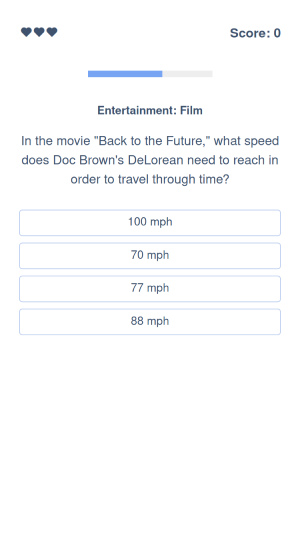 Score: 0
Entertainment: Film
In the movie "Back to the Future," what speed
does Doc Brown's DeLorean need to reach in
order to travel through time?
100 mph
70 mph
77 mph
88 mph